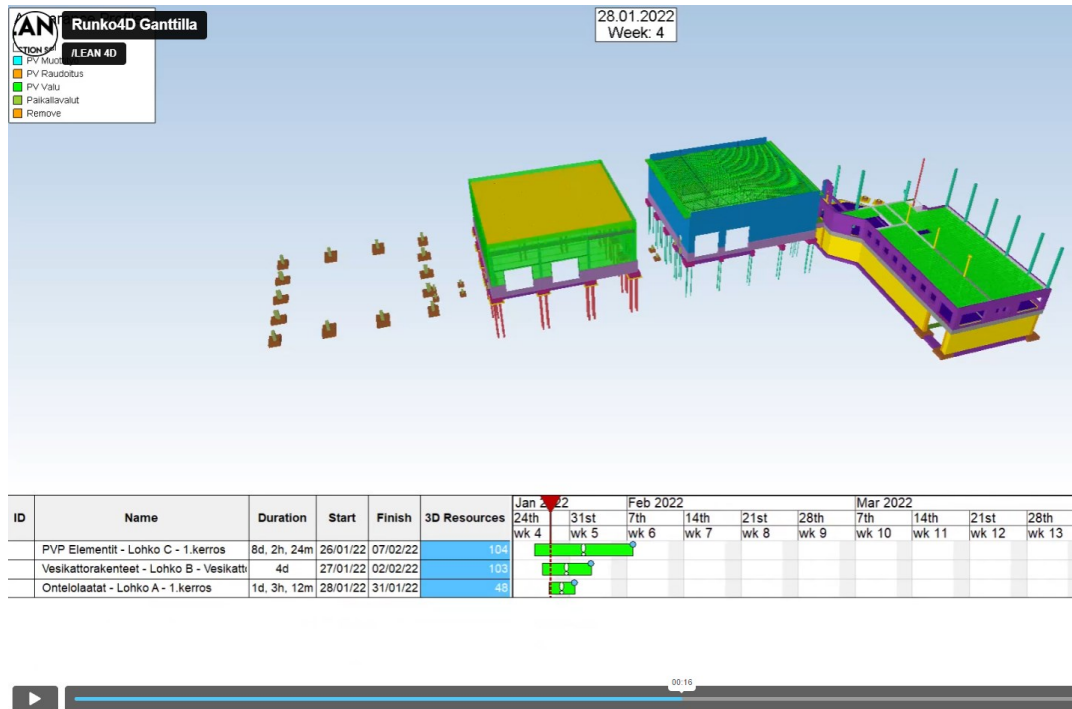 Runko4D Ganttilla
/LEAN 4D
PV Raudoitus
PV Valu
Paikallavalut
Remove
28.01.2022
Week: 4
ID Name Duration Start Finish 3D Resources
Jan 2022 Feb 2022 Mar 2022
24th 31st 7th 14th 21st 28th 7th 14th 21st 28th
wk 4 wk 5 wk 6 wk 7 wk 8 wk 9 wk 10 wk 11 wk 12 wk 13
PVP Elementit - Lohko C - 1.kerros 8d, 2h, 24m 26/01/22 07/02/22 104
Vesikattorakenteet - Lohko B - Vesikatto 4d 27/01/22 02/02/22 103
Ontelolaatat - Lohko A - 1.kerros 1d, 3h, 12m 28/01/22 31/01/22 48
00:16